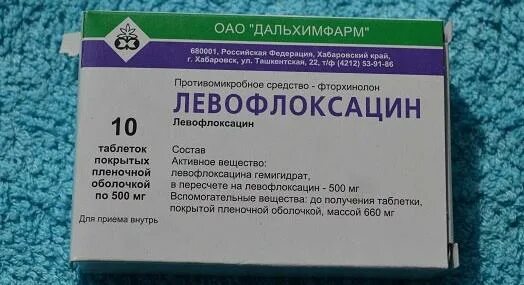 ОАО "ДАЛЬХИМФАРМ"
680001, Российская Федерация, Хабаровский край,
г. Хабаровск, ул. Ташкентская, 22, т/ф (4212) 53-91-86
Противомикробное средство - фторхинолон
ЛЕВОФЛОКСАЦИН
Левофлоксацин
10
таблеток
покрытых
пленочной
оболочкой
по 500 мг
Для приема внутрь
Состав
Активное вещество:
левофлоксацина гемигидрат,
в пересчете на левофлоксацин - 500 мг
Вспомогательные вещества: до получения таблетки,
покрытой пленочной оболочкой, массой 660 мг